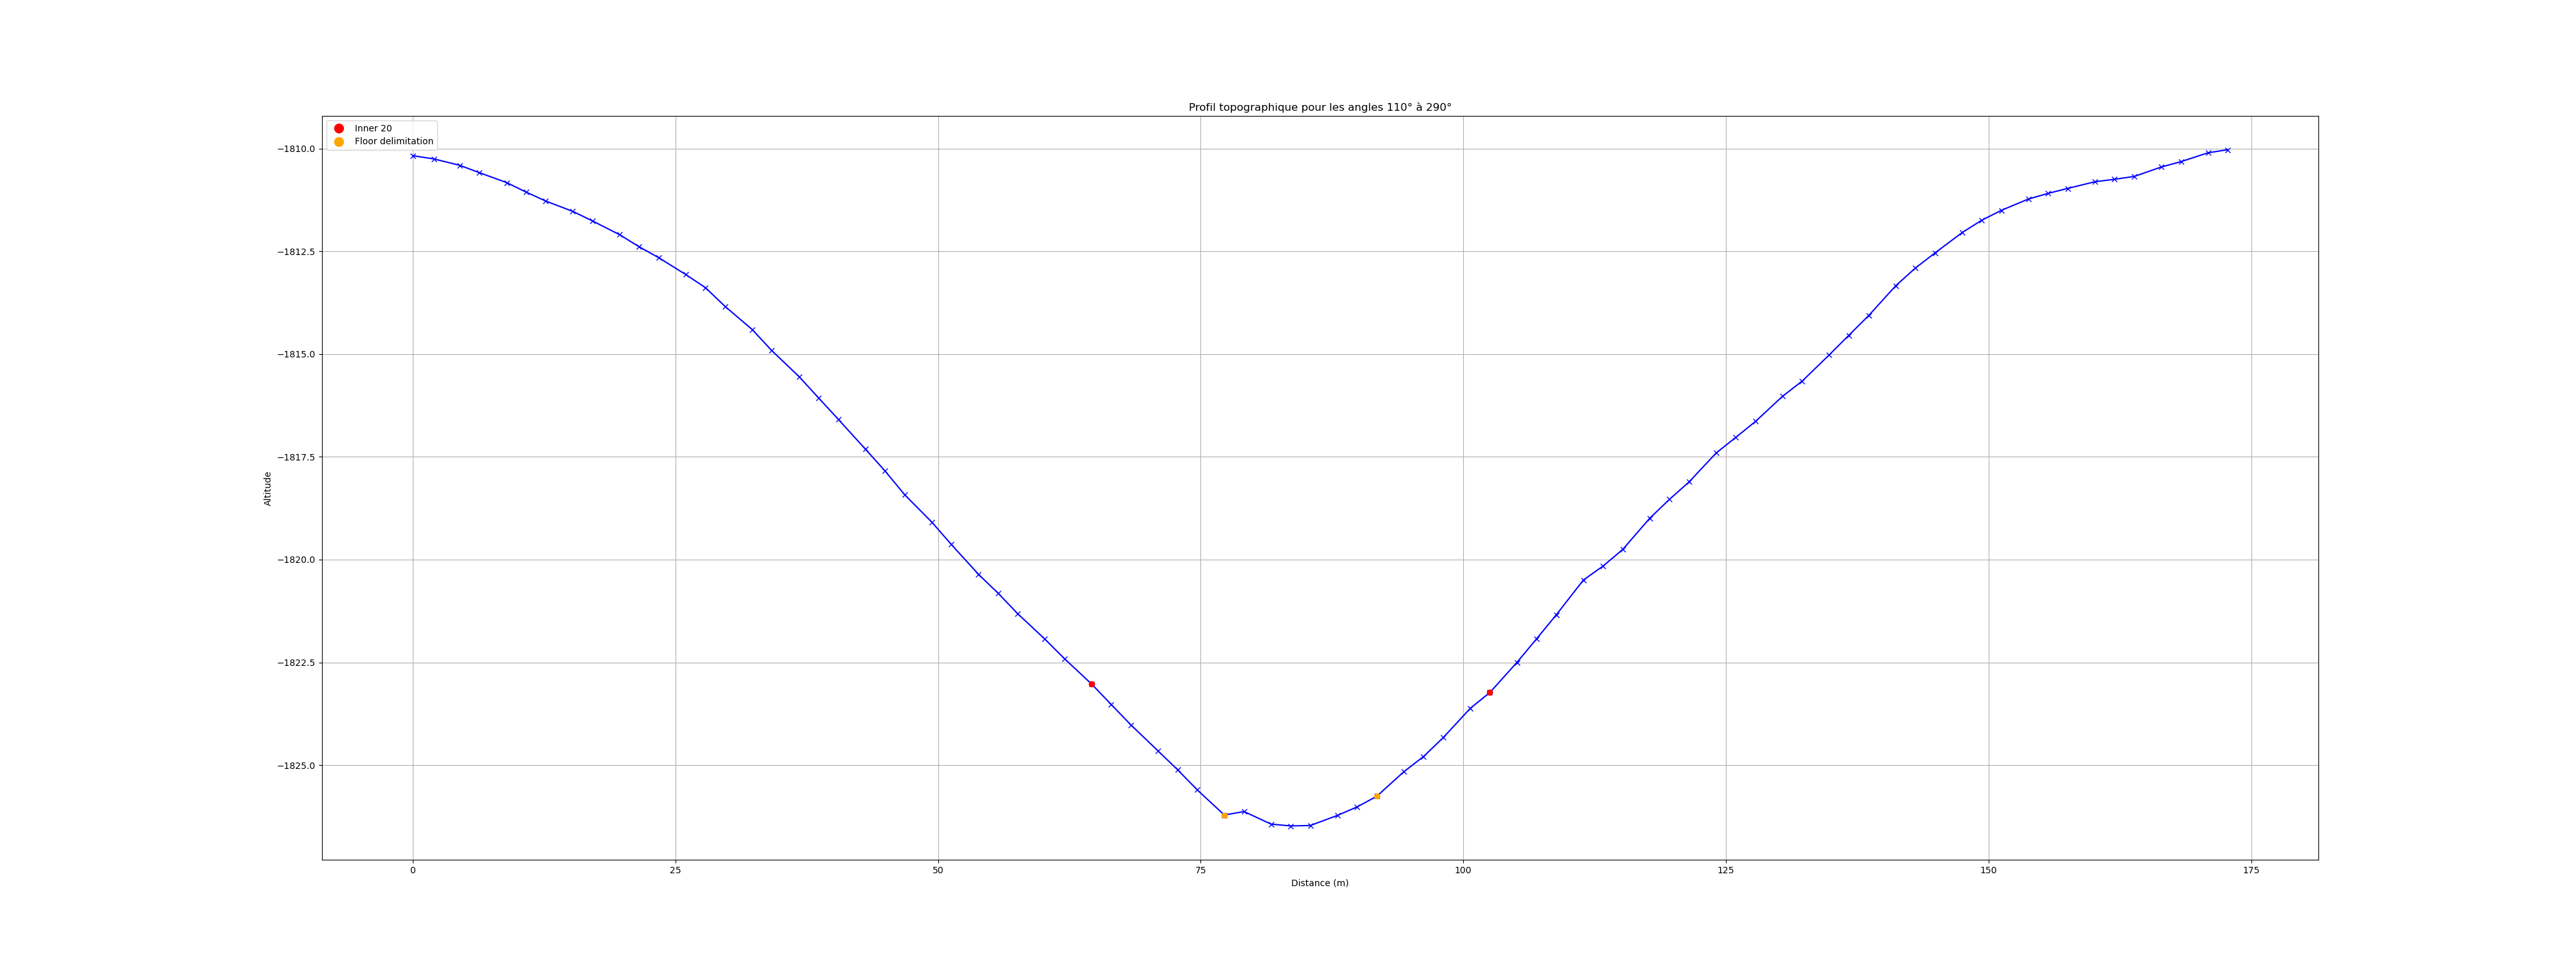 Profil topographique pour les angles 110° à 290°
Inner 20
Floor delimitation
−1810.0
−1812.5
−1815.0
−1817.5
−1820.0
−1822.5
−1825.0
Altitude
0 25 50 75 100 125 150 175
Distance (m)